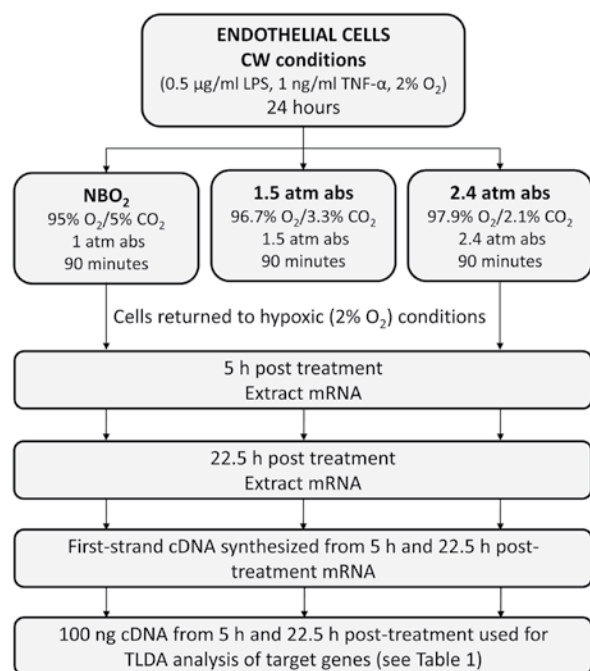 ENDOTHELIAL CELLS
CW conditions
(0.5 µg/ml LPS, 1 ng/ml TNF-α, 2% O₂)
24 hours
NBO₂
95% O₂/5% CO₂
1 atm abs
90 minutes
1.5 atm abs
96.7% O₂/3.3% CO₂
1.5 atm abs
90 minutes
2.4 atm abs
97.9% O₂/2.1% CO₂
2.4 atm abs
90 minutes
Cells returned to hypoxic (2% O₂) conditions
5 h post treatment
Extract mRNA
22.5 h post treatment
Extract mRNA
First-strand cDNA synthesized from 5 h and 22.5 h post-
treatment mRNA
100 ng cDNA from 5 h and 22.5 h post-treatment used for
TLDA analysis of target genes (see Table 1)